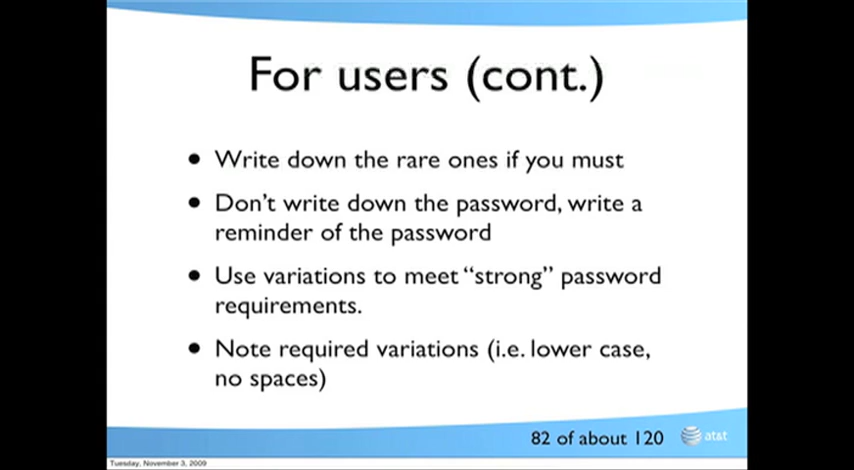 For users (cont.)
• Write down the rare ones if you must
• Don't write down the password, write a
reminder of the password
• Use variations to meet “strong” password
requirements.
• Note required variations (i.e. lower case,
no spaces)
82 of about 120
at&t
Tuesday, November 3, 2009